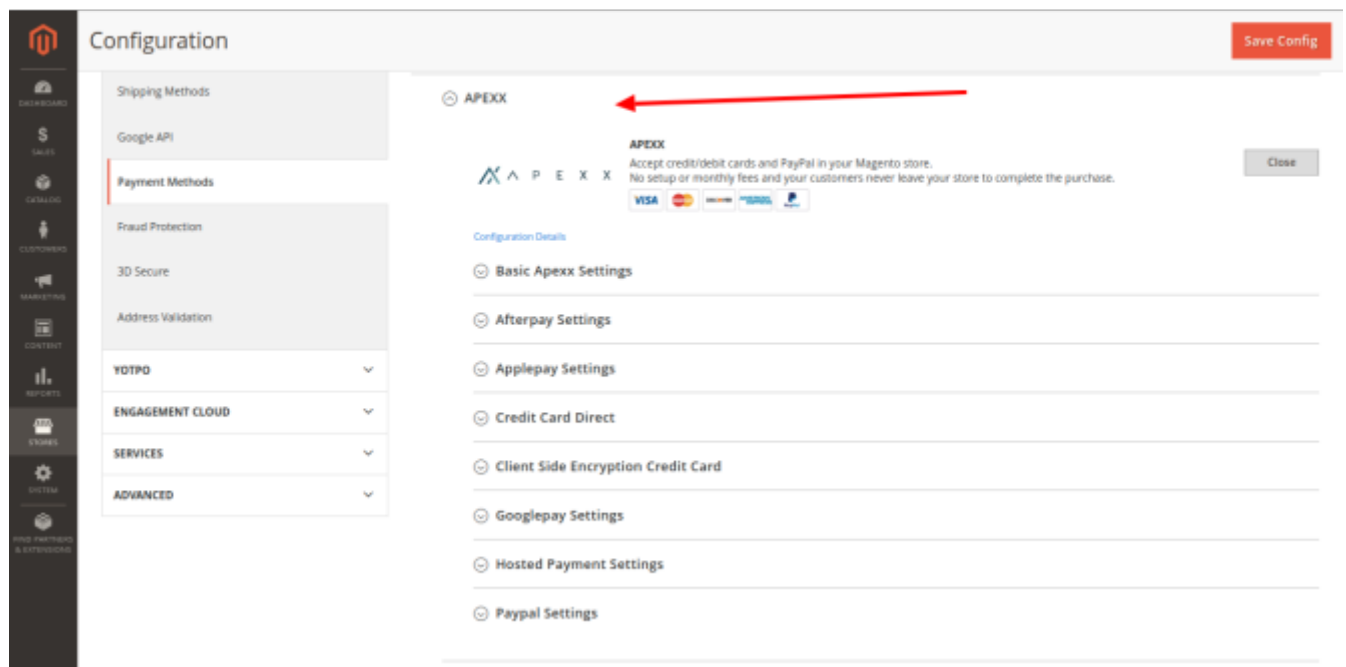 Configuration
Save Config
DASHBOARD
SALES
CATALOG
CUSTOMERS
MARKETING
CONTENT
REPORTS
STORES
SYSTEM
FIND PARTNERS
& EXTENSIONS
Shipping Methods
Google API
Payment Methods
Fraud Protection
3D Secure
Address Validation
YOTPO
ENGAGEMENT CLOUD
SERVICES
ADVANCED
APEXX
APEXX
APEXX
Accept credit/debit cards and PayPal in your Magento store.
No setup or monthly fees and your customers never leave your store to complete the purchase.
VISA
Close
Configuration Details
Basic Apexx Settings
Afterpay Settings
Applepay Settings
Credit Card Direct
Client Side Encryption Credit Card
Googlepay Settings
Hosted Payment Settings
Paypal Settings